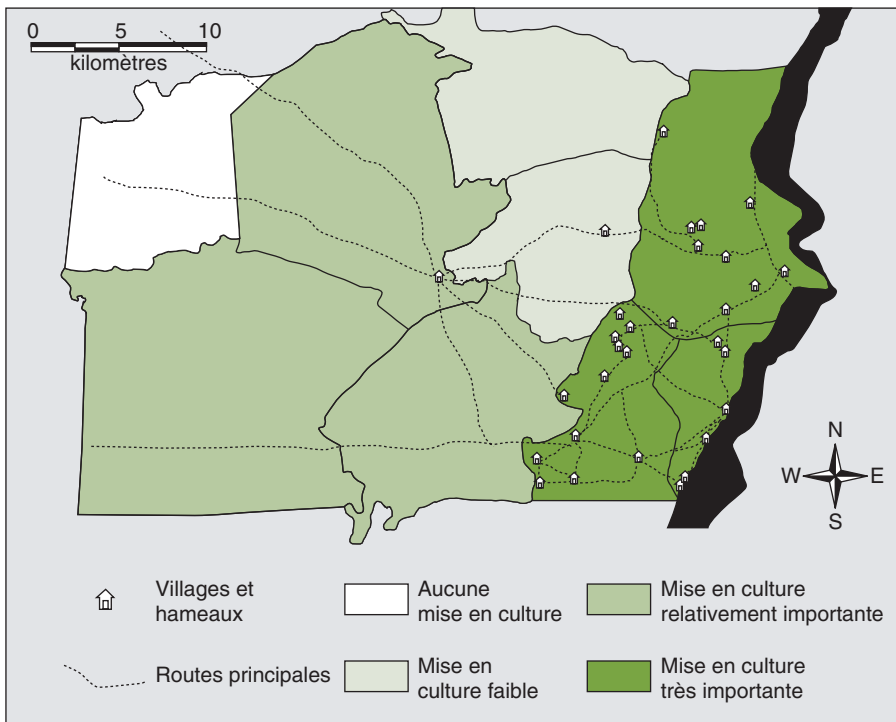 0 5 10
kilomètres
N
W E
S
Villages et
hameaux
Aucune
mise en culture
Mise en culture
relativement importante
Routes principales
Mise en
culture faible
Mise en culture
très importante